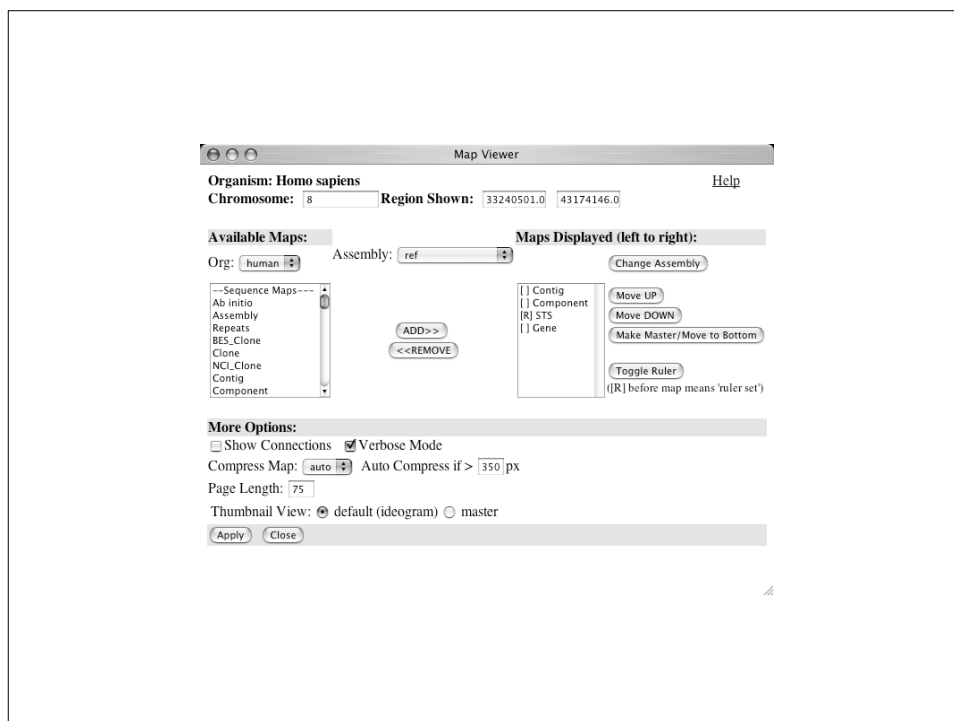 Map Viewer
Organism: Homo sapiens
Help
Chromosome: 8 Region Shown: 33240501.0 43174146.0
Available Maps:
Maps Displayed (left to right):
Org: human
Assembly: ref
Change Assembly
--Sequence Maps---
Ab initio
Assembly
Repeats
BES_Clone
Clone
NCI_Clone
Contig
Component
ADD>>
<<REMOVE
[ ] Contig
[ ] Component
[R] STS
[ ] Gene
Move UP
Move DOWN
Make Master/Move to Bottom
Toggle Ruler
([R] before map means 'ruler set')
More Options:
Show Connections Verbose Mode
Compress Map: auto Auto Compress if > 350 px
Page Length: 75
Thumbnail View: default (ideogram) master
Apply Close